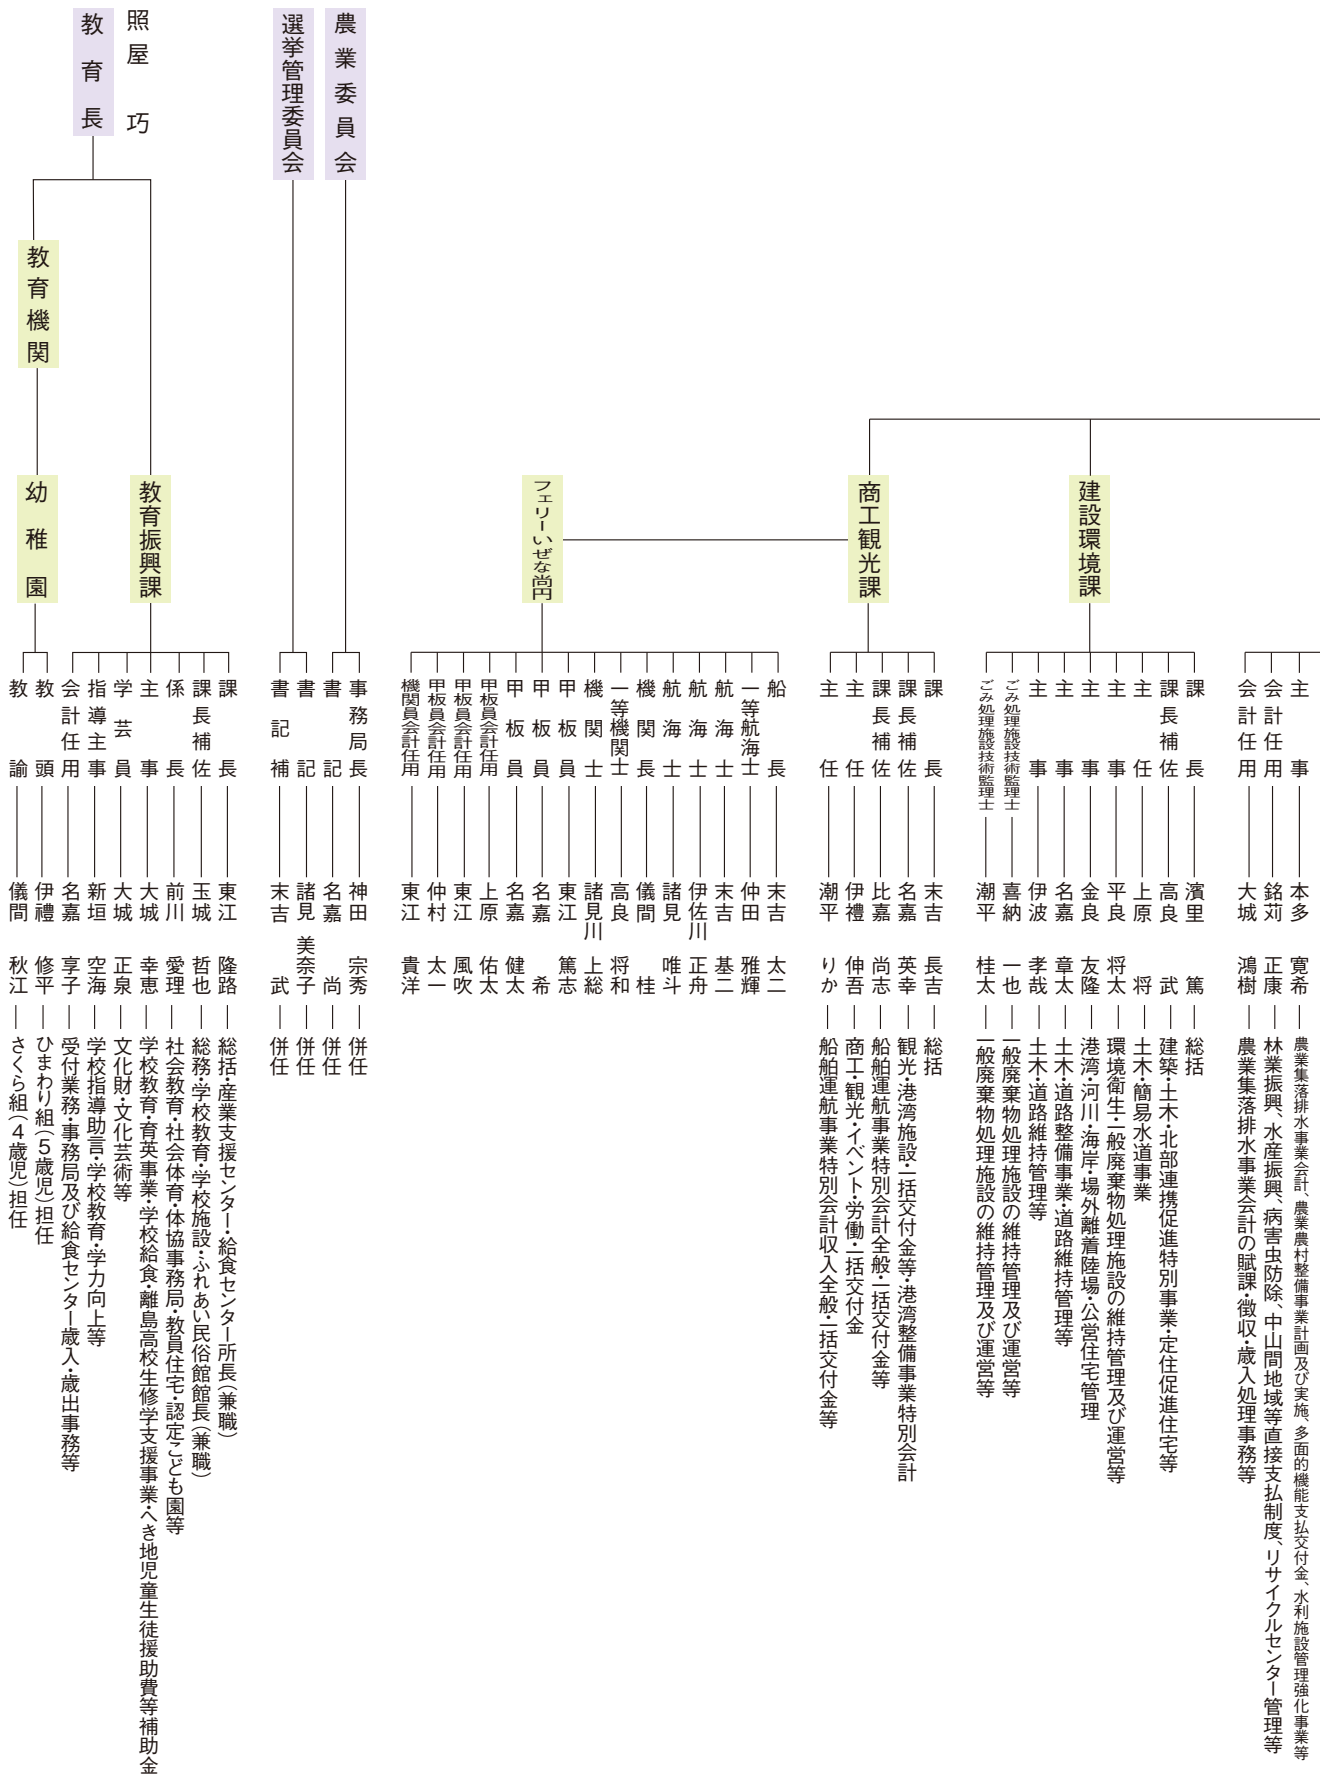 主事 本多 寛希 農業集落排水事業会計、農業農村整備事業計画及び実施、多面的機能支払交付金、水利施設管理強化事業等
会計任用 銘苅 正康 林業振興、水産振興、病害虫防除、中山間地域等直接支払制度、リサイクルセンター管理等
会計任用 大城 鴻樹 農業集落排水事業会計の賦課・徴収・歳入処理事務等
建設環境課
課長 濱里 篤 総括
課長補佐 高良 武 建築・土木・北部連携促進特別事業・定住促進住宅等
主任 上原 将 土木・簡易水道事業
主事 平良 将太 環境衛生・一般廃棄物処理施設の維持管理及び運営等
主事 金良 友隆 港湾・河川・海岸・場外離着陸場・公営住宅管理
主事 名嘉 章太 土木・道路整備事業・道路維持管理等
主事 伊波 孝哉 土木・道路維持管理等
ごみ処理施設技術監理士 喜納 一也 一般廃棄物処理施設の維持管理及び運営等
ごみ処理施設技術監理士 潮平 桂太 一般廃棄物処理施設の維持管理及び運営等
商工観光課
課長 末吉 長吉 総括
課長補佐 名嘉 英幸 観光・港湾施設・一括交付金等・港湾整備事業特別会計
課長補佐 比嘉 尚志 船舶運航事業特別会計全般・一括交付金等
主任 伊禮 伸吾 商工・観光・イベント・労働・一括交付金
主任 潮平 りか 船舶運航事業特別会計収入全般・一括交付金等
フェリーいぜな尚円
船長 末吉 太二
一等航海士 仲田 雅輝
航海士 末吉 基二
航海士 伊佐川 正舟
航海士 諸見 唯斗
機関長 儀間 桂
一等機関士 高良 将和
機関士 諸見川 上総
甲板員 東江 篤志
甲板員 名嘉 希
甲板員 名嘉 健太
甲板員会計任用 上原 佑太
甲板員会計任用 東江 風吹
甲板員会計任用 仲村 太一
機関員会計任用 東江 貴洋
農業委員会
事務局長 神田 宗秀 併任
書記 名嘉 尚 併任
選挙管理委員会
書記 諸見 美奈子 併任
書記補 末吉 武 併任
照屋 巧
教育長
教育振興課
課長 東江 隆路 総括・産業支援センター・給食センター所長（兼職）
課長補佐 玉城 哲也 総務・学校教育・学校施設・ふれあい民俗館館長（兼職）
係長 前川 愛理 社会教育・社会体育・体協事務局・教員住宅・認定こども園等
主事 大城 幸恵 学校教育・育英事業・学校給食・離島高校生修学支援事業・へき地児童生徒援助費等補助金
学芸員 大城 正泉 文化財・文化芸術等
指導主事 新垣 空海 学校指導助言・学校教育・学力向上等
会計任用 名嘉 享子 受付業務・事務局及び給食センター歳入・歳出事務等
教育機関
幼稚園
教頭 伊禮 修平 ひまわり組（5歳児）担任
教諭 儀間 秋江 さくら組（4歳児）担任